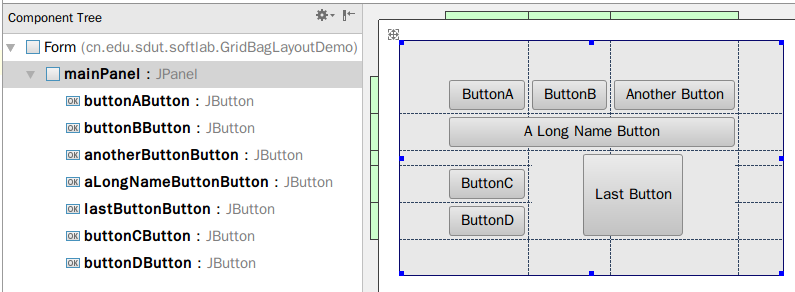 Component Tree
Form (cn.edu.sdut.softlab.GridBagLayoutDemo)
mainPanel : JPanel
OK buttonAButton : JButton
OK buttonBButton : JButton
OK anotherButtonButton : JButton
OK aLongNameButtonButton : JButton
OK lastButtonButton : JButton
OK buttonCButton : JButton
OK buttonDButton : JButton
ButtonA ButtonB Another Button
A Long Name Button
ButtonC
Last Button
ButtonD